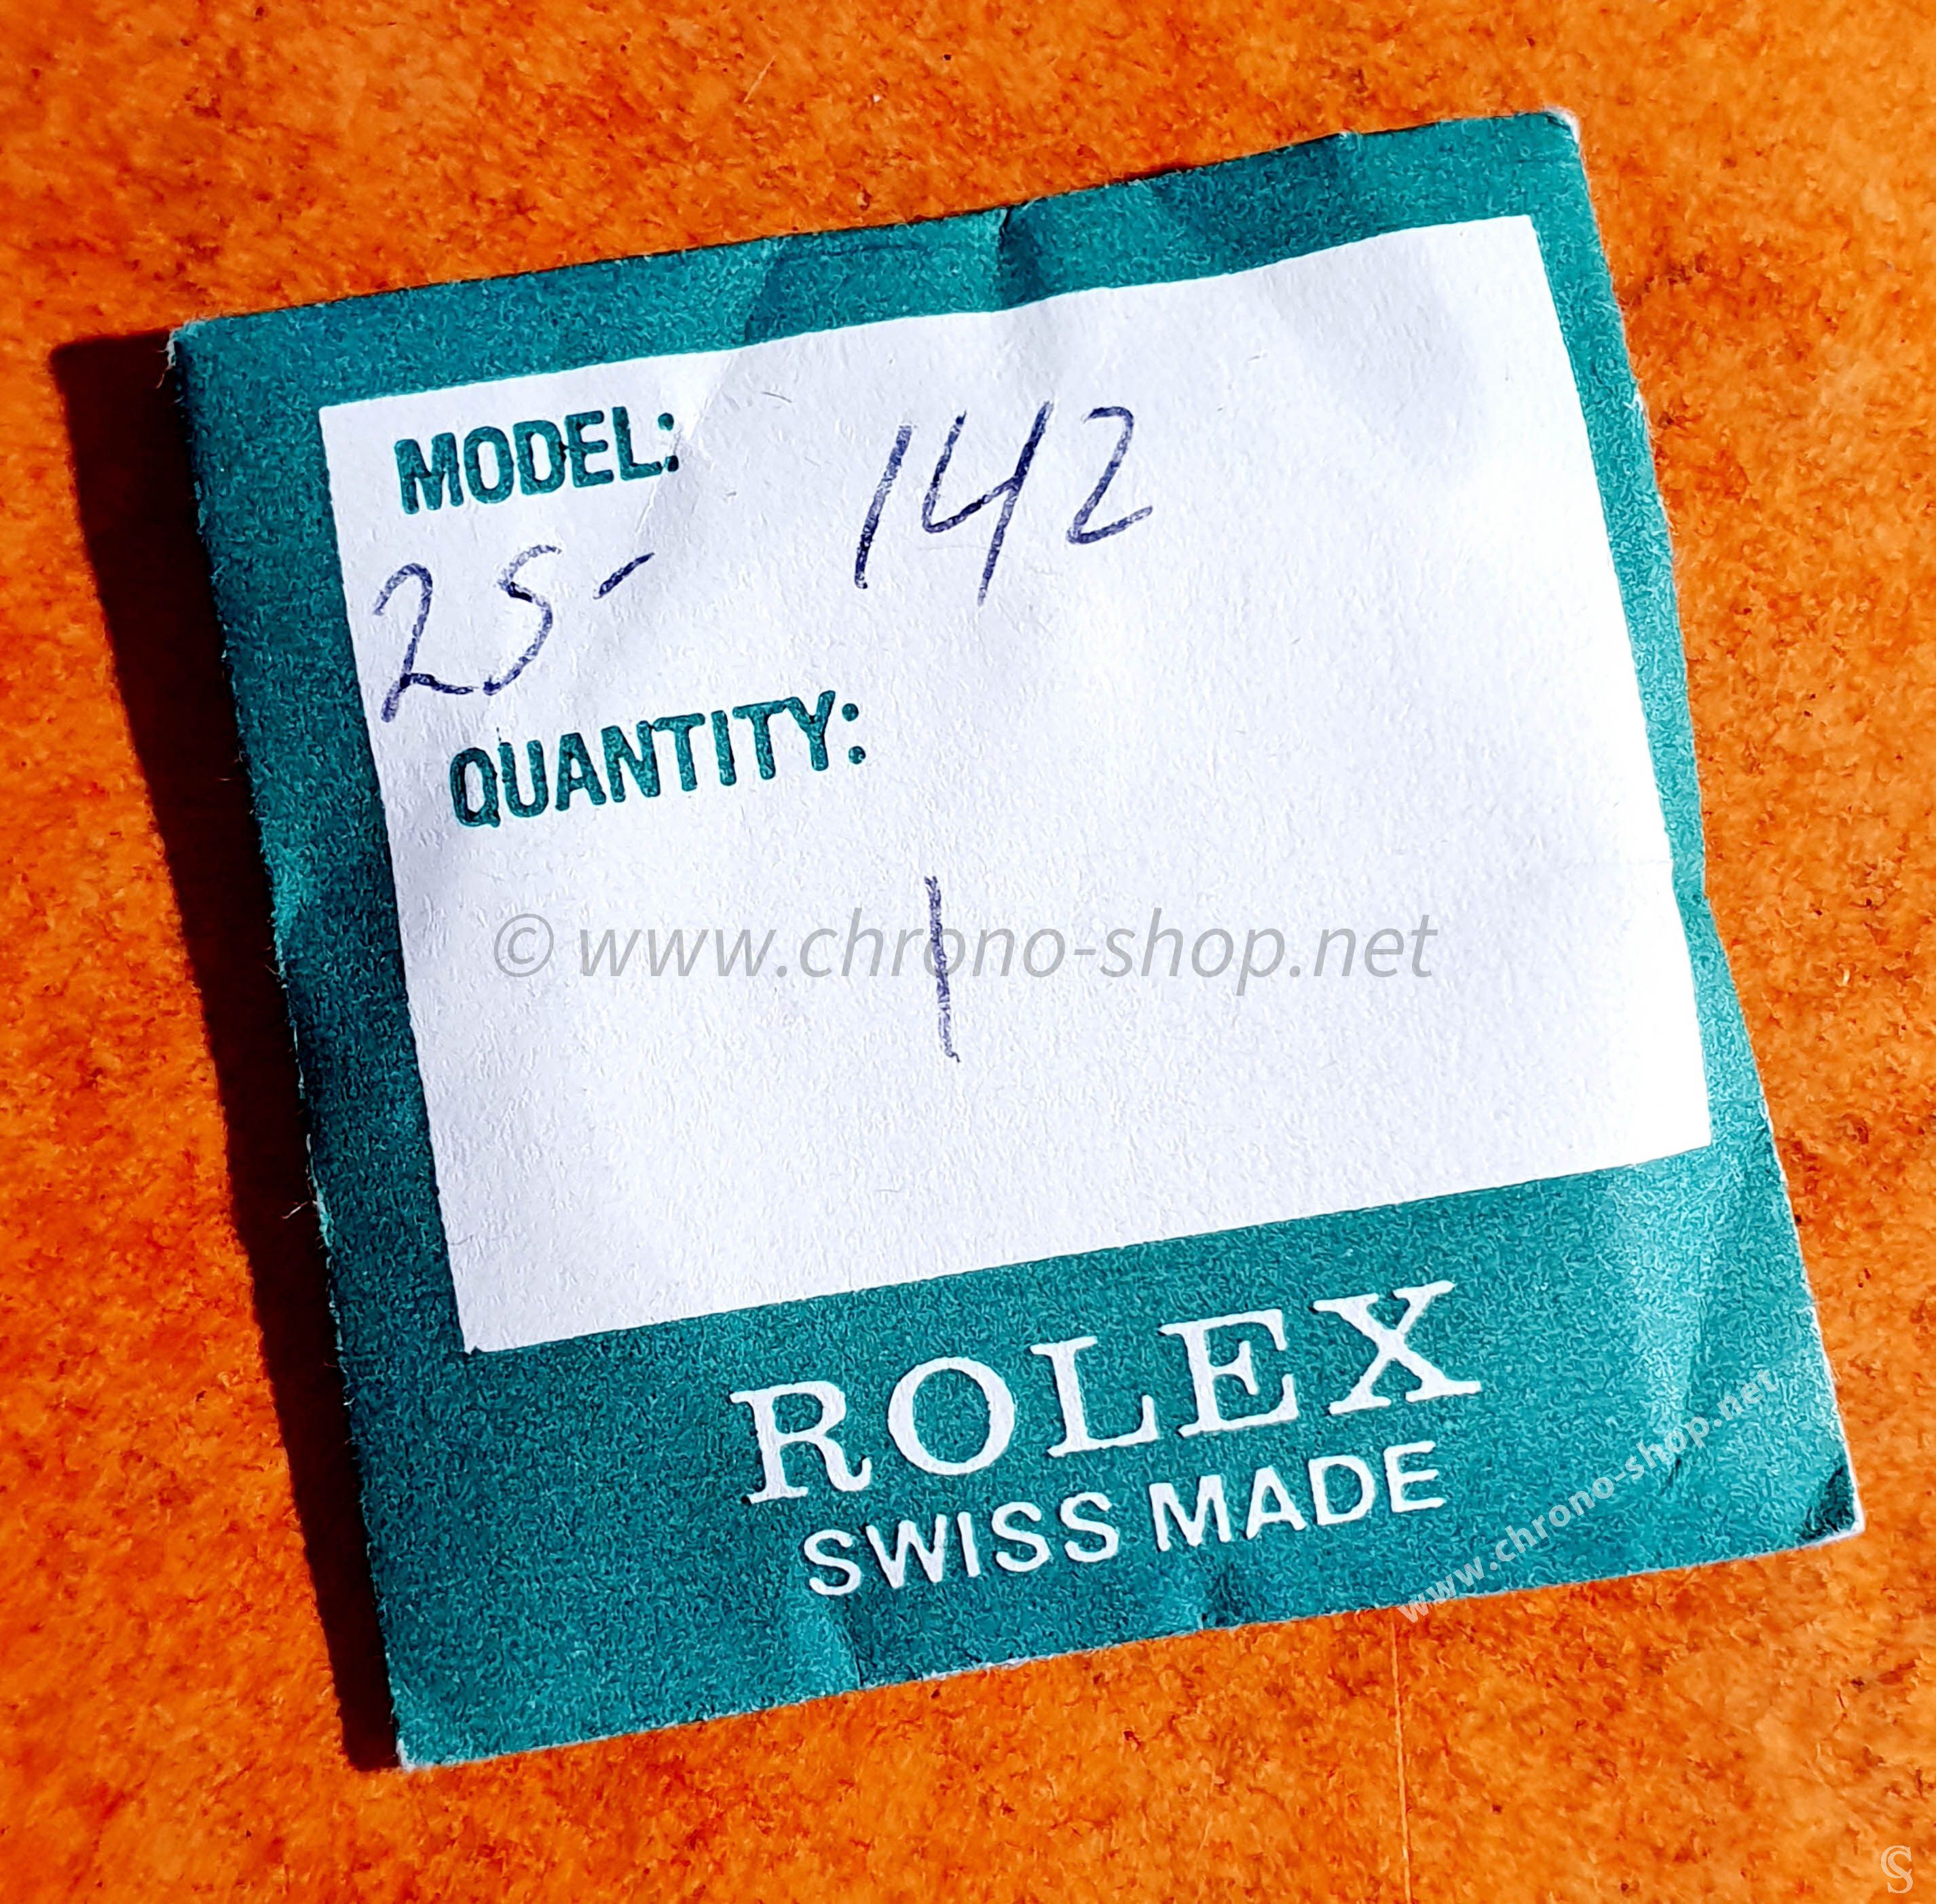 MODEL:
25- 142
QUANTITY:
1
© www.chrono-shop.net
ROLEX
SWISS MADE
www.chrono-shop.net